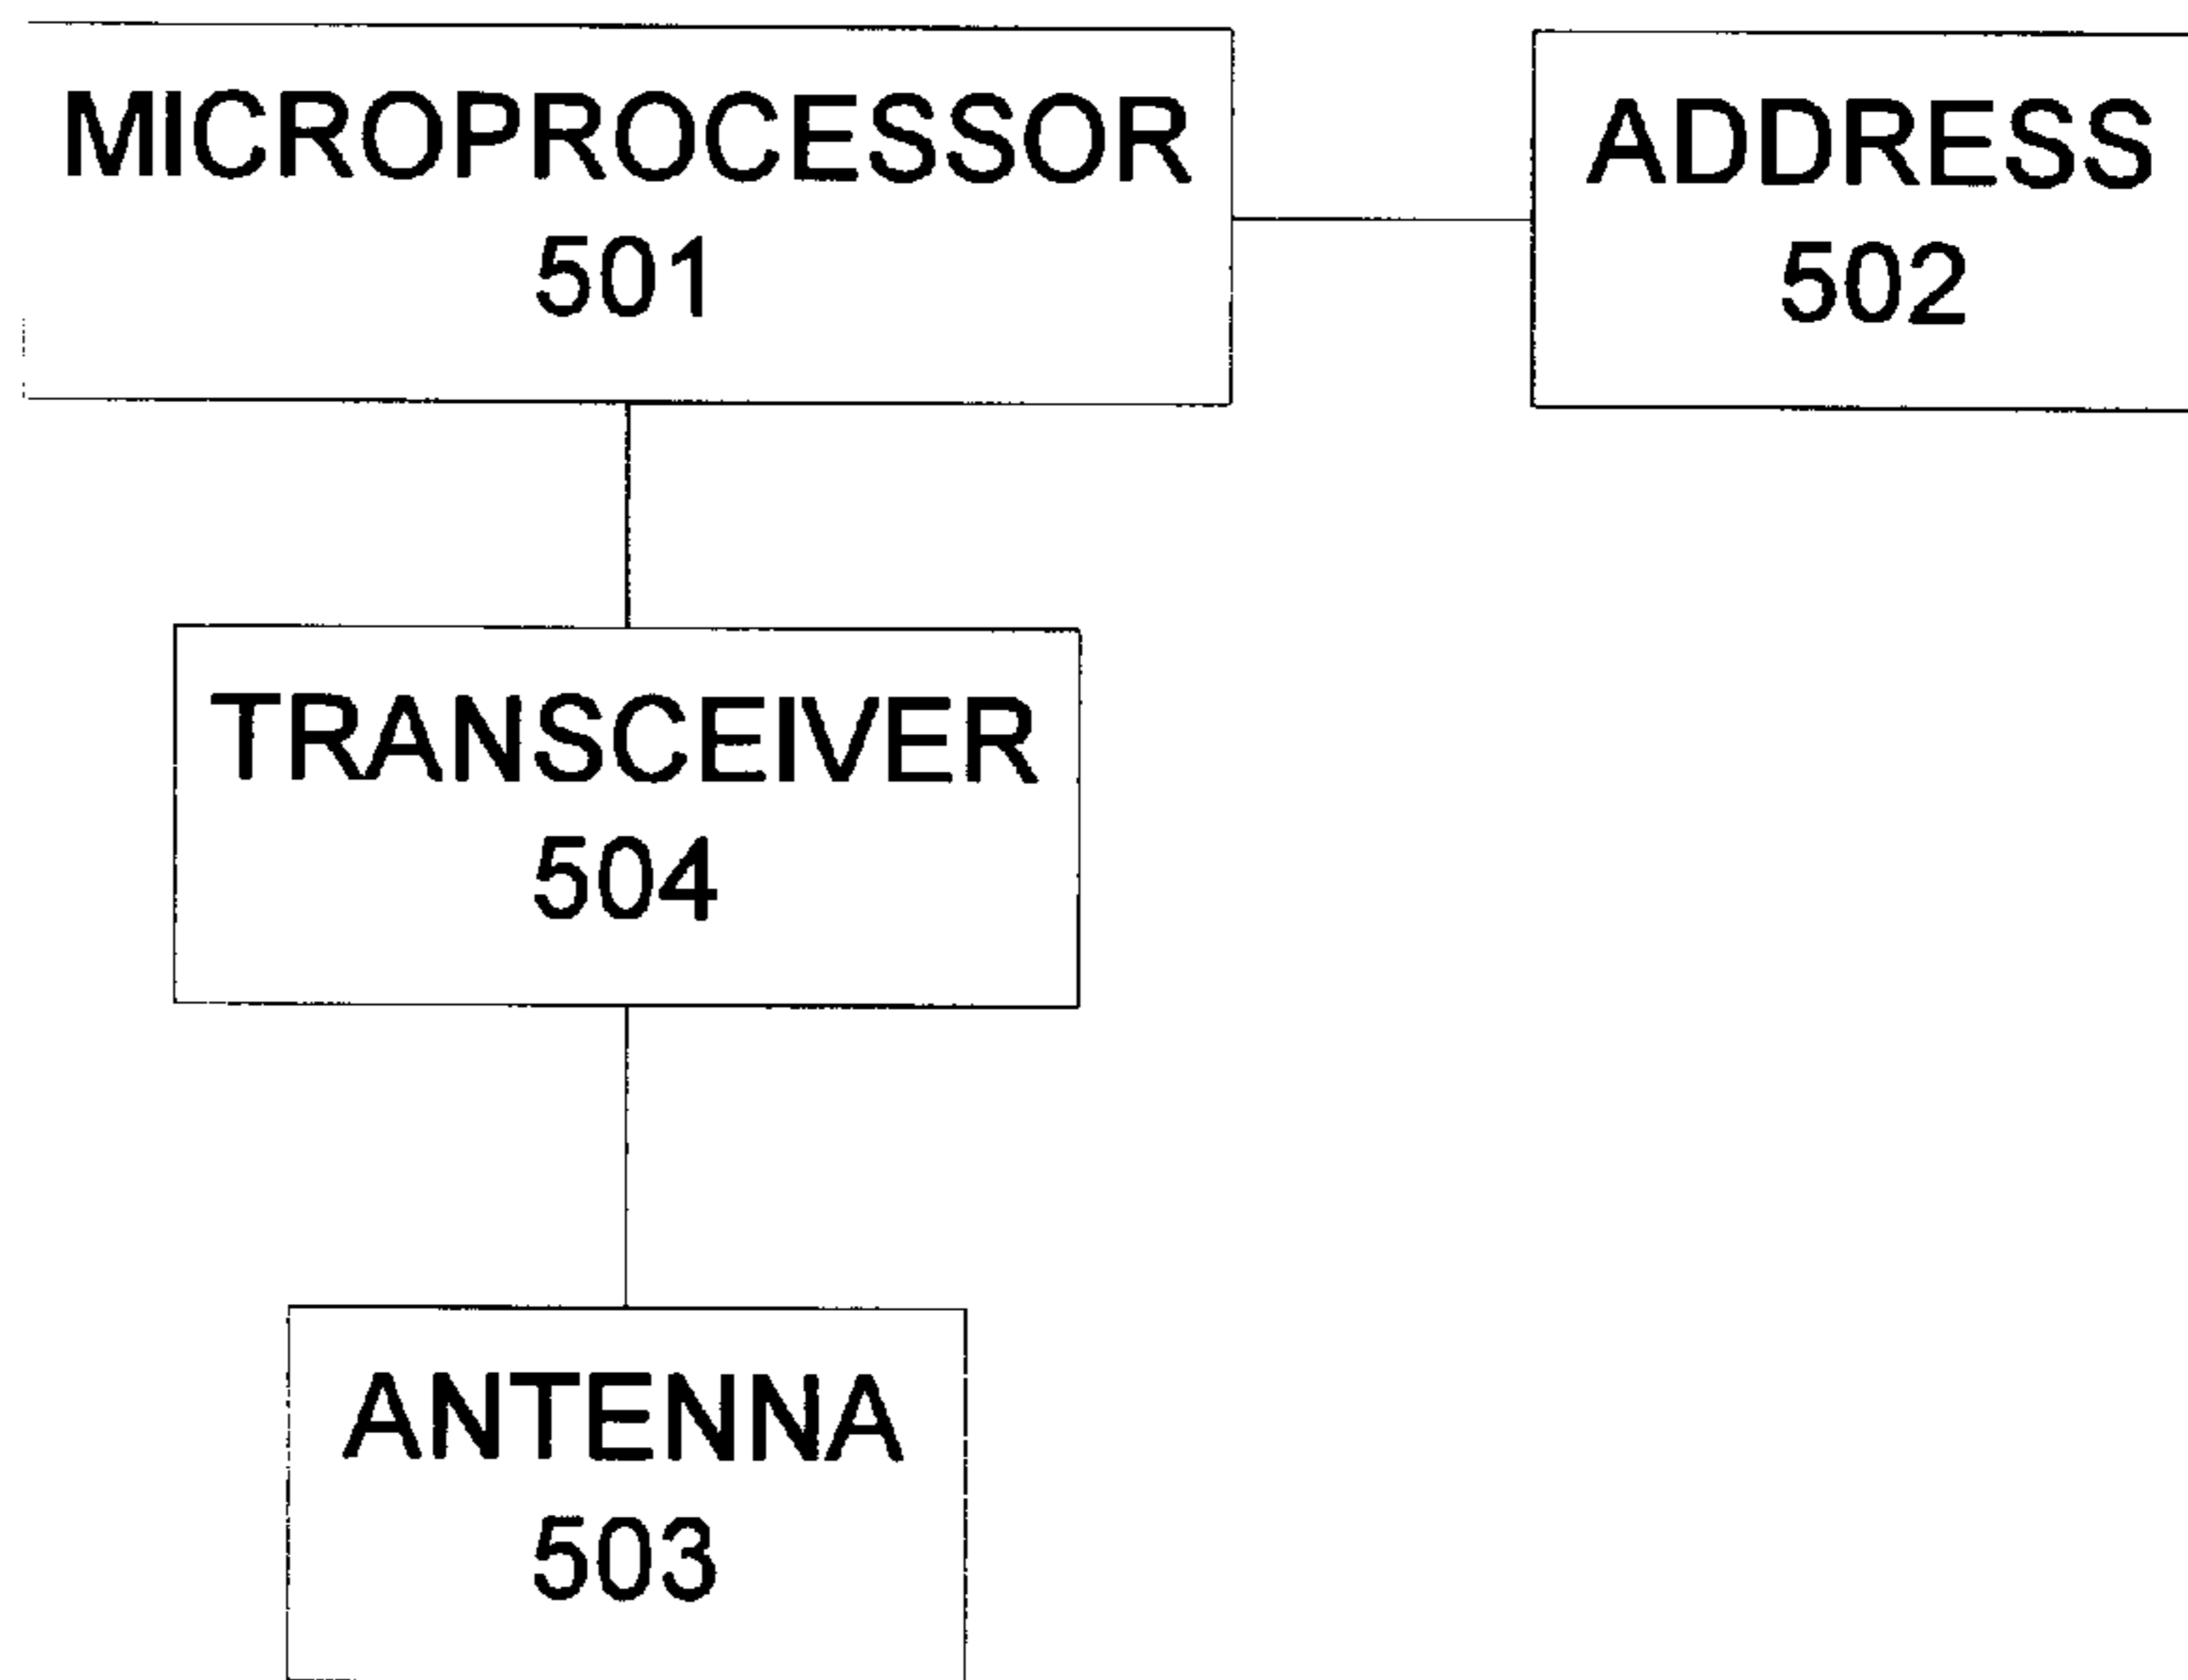 MICROPROCESSOR
501
ADDRESS
502
TRANSCEIVER
504
ANTENNA
503